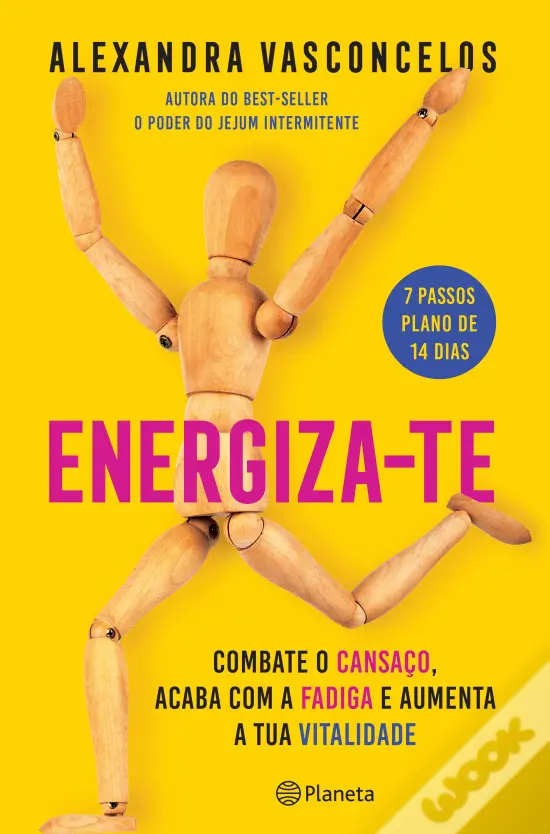 ALEXANDRA VASCONCELOS
AUTORA DO BEST-SELLER
O PODER DO JEJUM INTERMITENTE
7 PASSOS
PLANO DE
14 DIAS
ENERGIZA-TE
COMBATE O CANSAÇO,
ACABA COM A FADIGA E AUMENTA
A TUA VITALIDADE
Planeta
wook